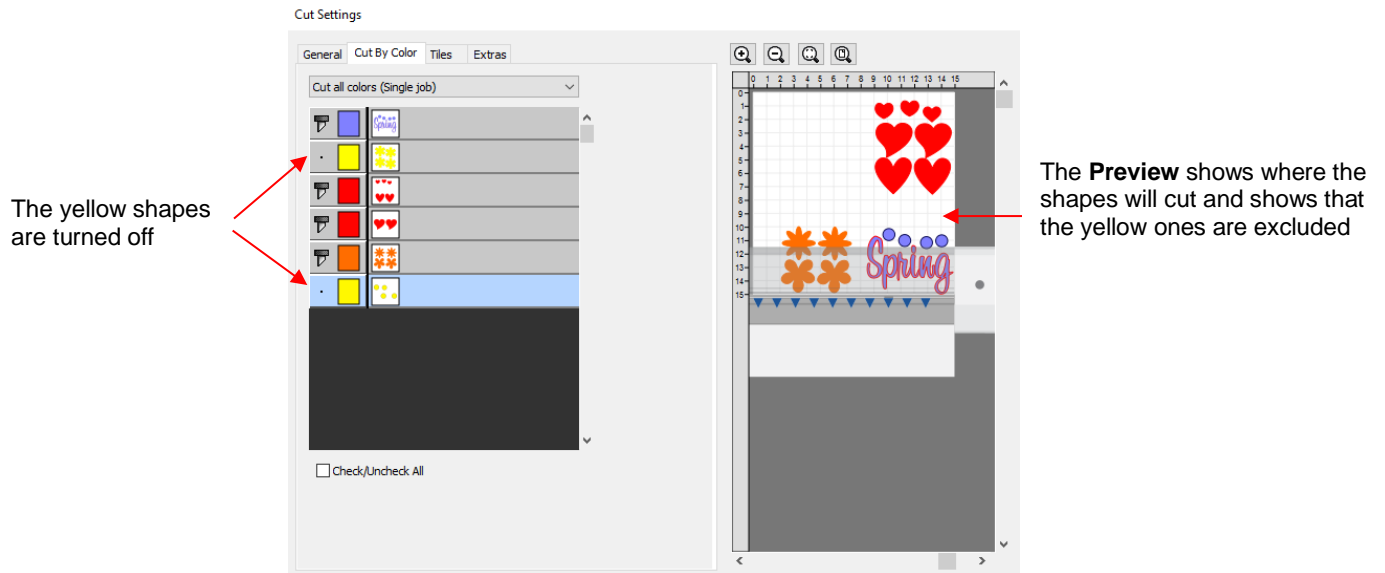 Cut Settings
General Cut By Color Tiles Extras
Cut all colors (Single job)
Spring
The yellow shapes
are turned off
Check/Uncheck All
0 1 2 3 4 5 6 7 8 9 10 11 12 13 14 15
0
1
2
3
4
5
6
7
8
9
10
11
12
13
14
15
Spring
The Preview shows where the
shapes will cut and shows that
the yellow ones are excluded